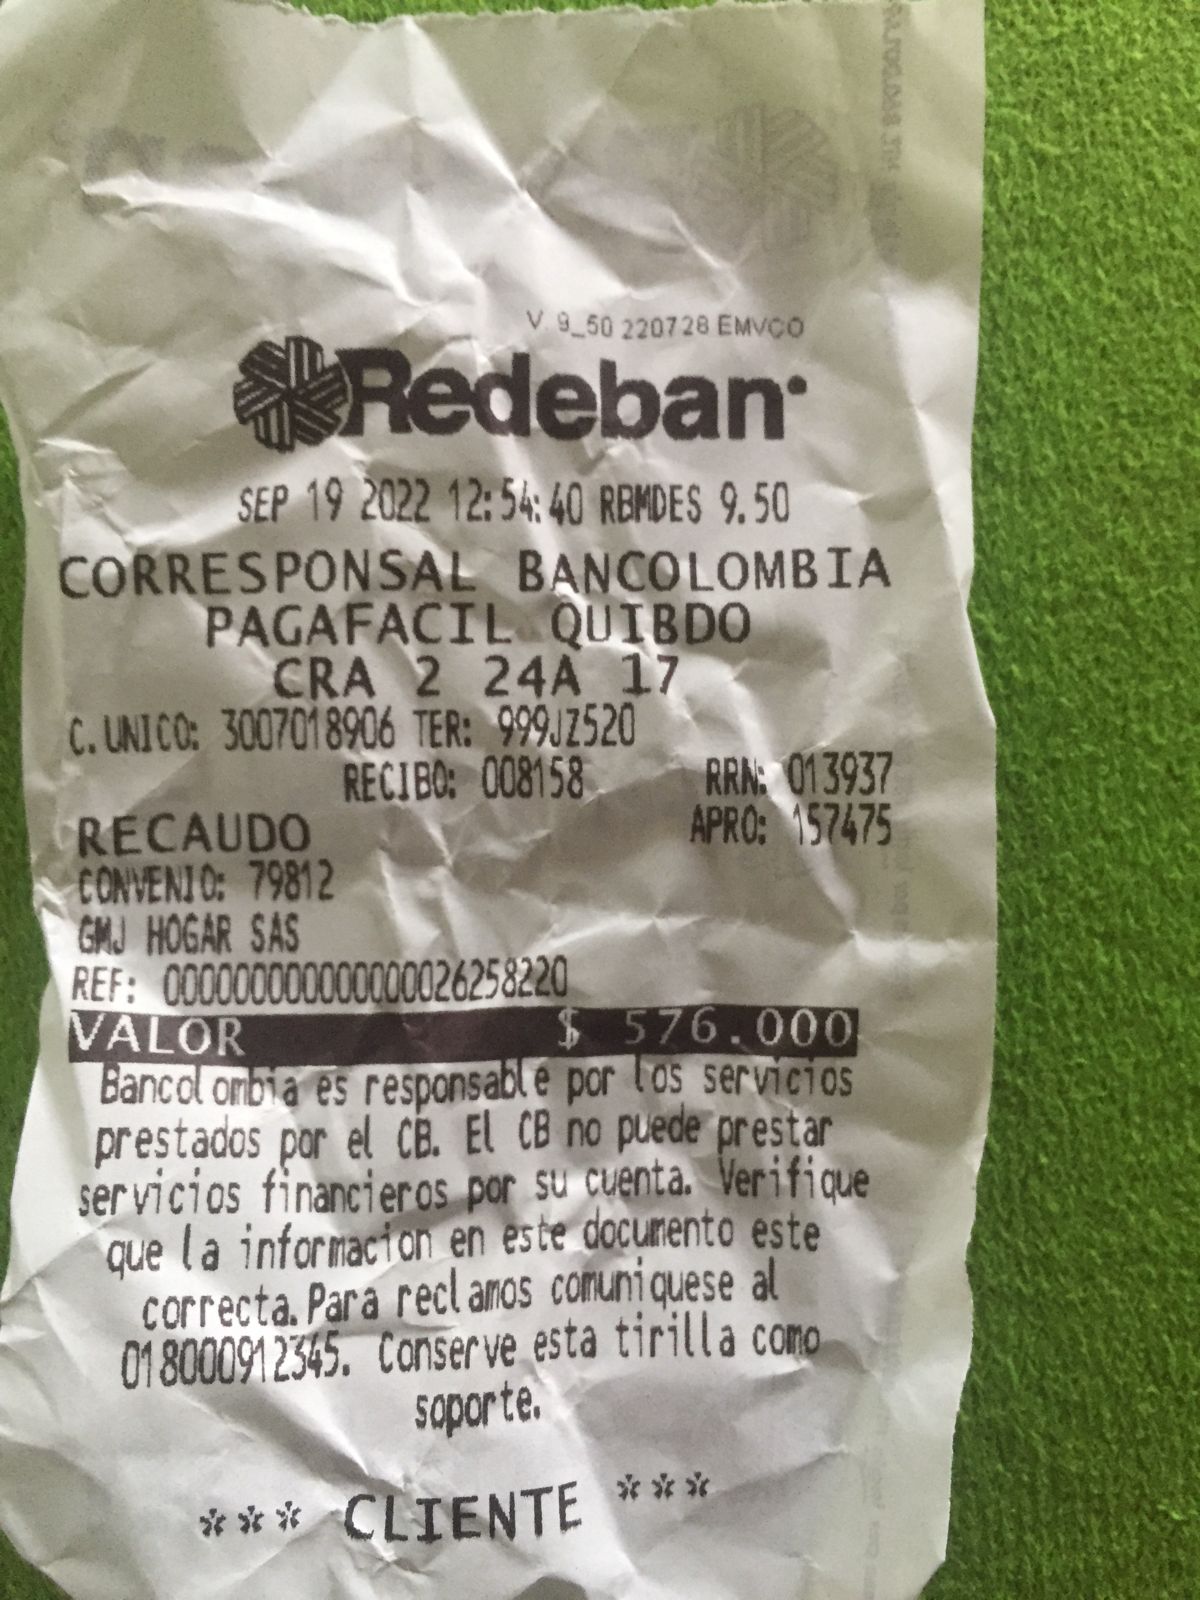 V. 9_50 220728 EMVCO
Redeban
SEP 19 2022 12:54:40 RBMDES 9.50
CORRESPONSAL BANCOLOMBIA
PAGAFACIL QUIBDO
CRA 2 24A 17
C. UNICO: 3007018906 TER: 999JZ520
RECIBO: 008158 RRN: 013937
RECAUDO APRO: 157475
CONVENIO: 79812
GMJ HOGAR SAS
REF: 000000000000000026258220
VALOR $ 576.000
Bancolombia es responsable por los servicios
prestados por el CB. El CB no puede prestar
servicios financieros por su cuenta. Verifique
que la informacion en este documento este
correcta. Para reclamos comuniquese al
018000912345. Conserve esta tirilla como
soporte.
*** CLIENTE ***